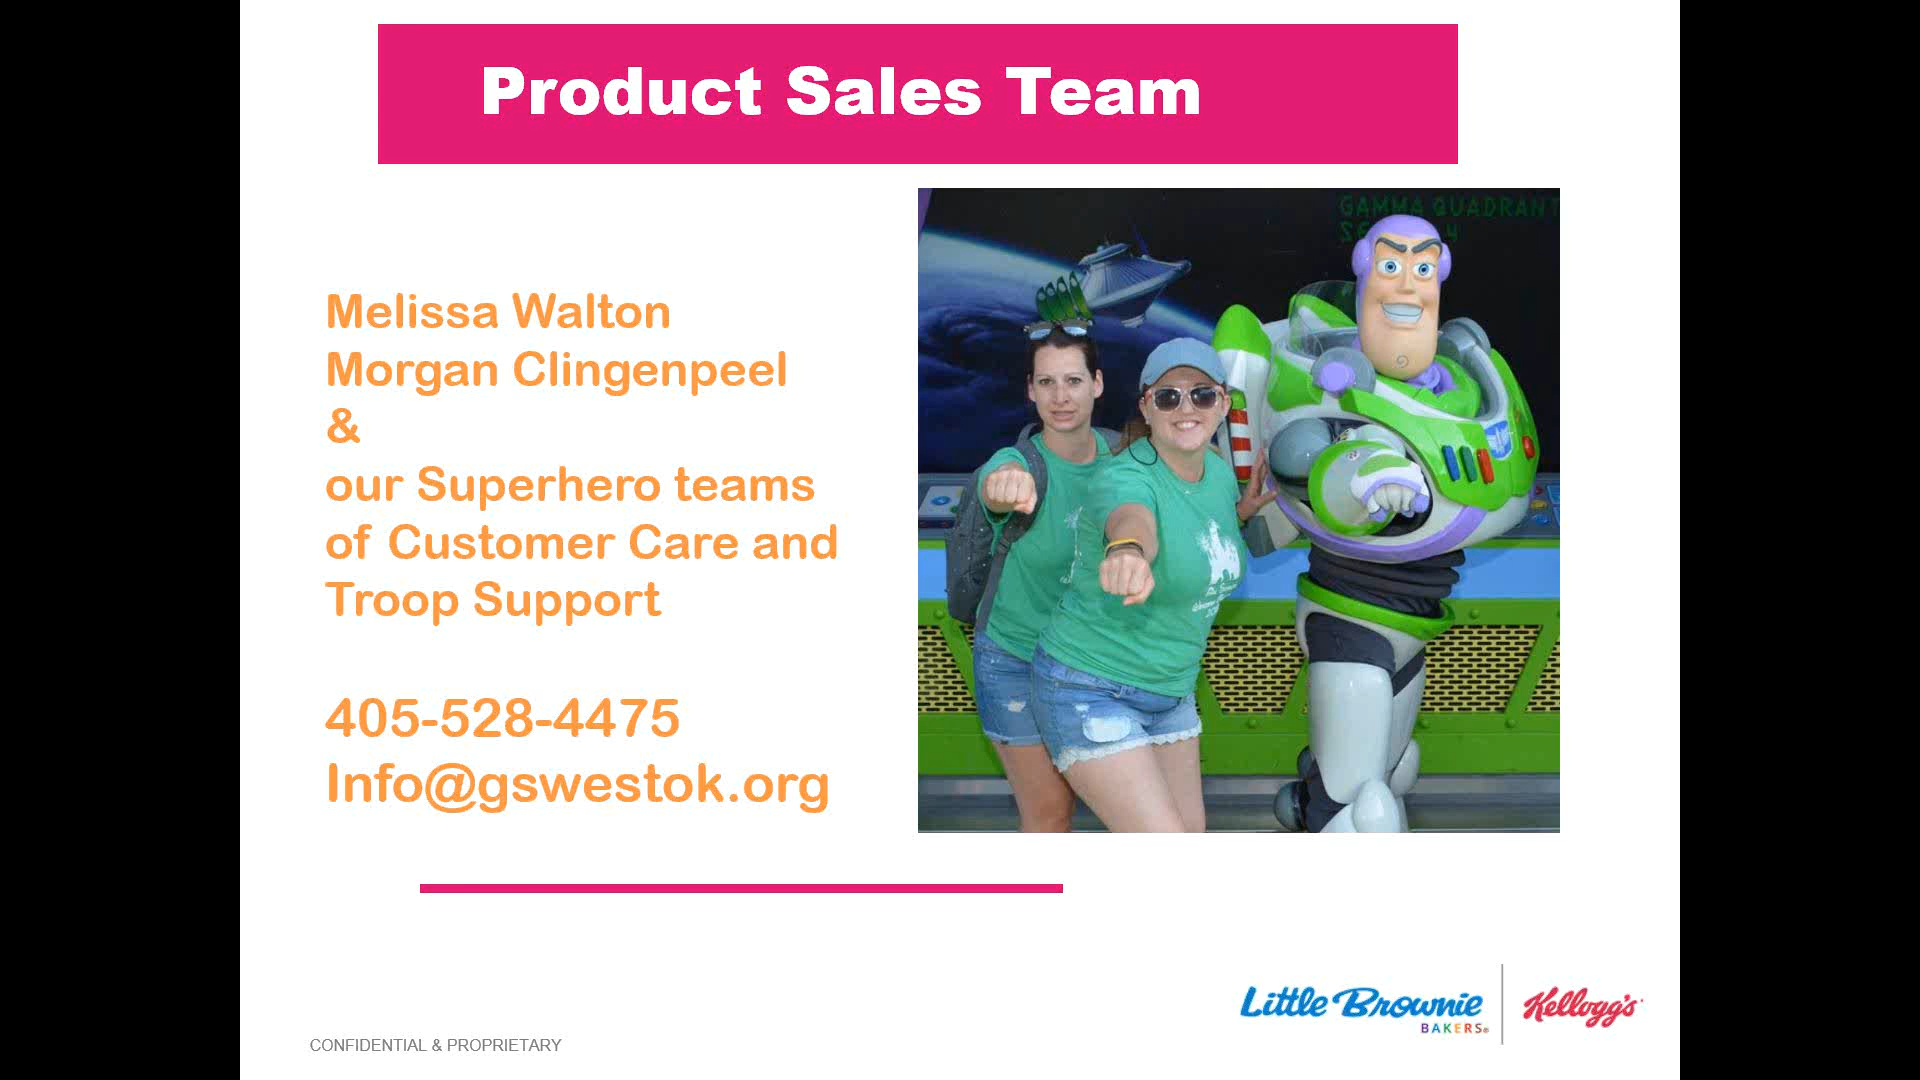 Product Sales Team
GAMMA QUADRANT
Melissa Walton
Morgan Clingenpeel
&
our Superhero teams
of Customer Care and
Troop Support
405-528-4475
Info@gswestok.org
Little Brownie
BAKERS®
Kellogg's
CONFIDENTIAL & PROPRIETARY